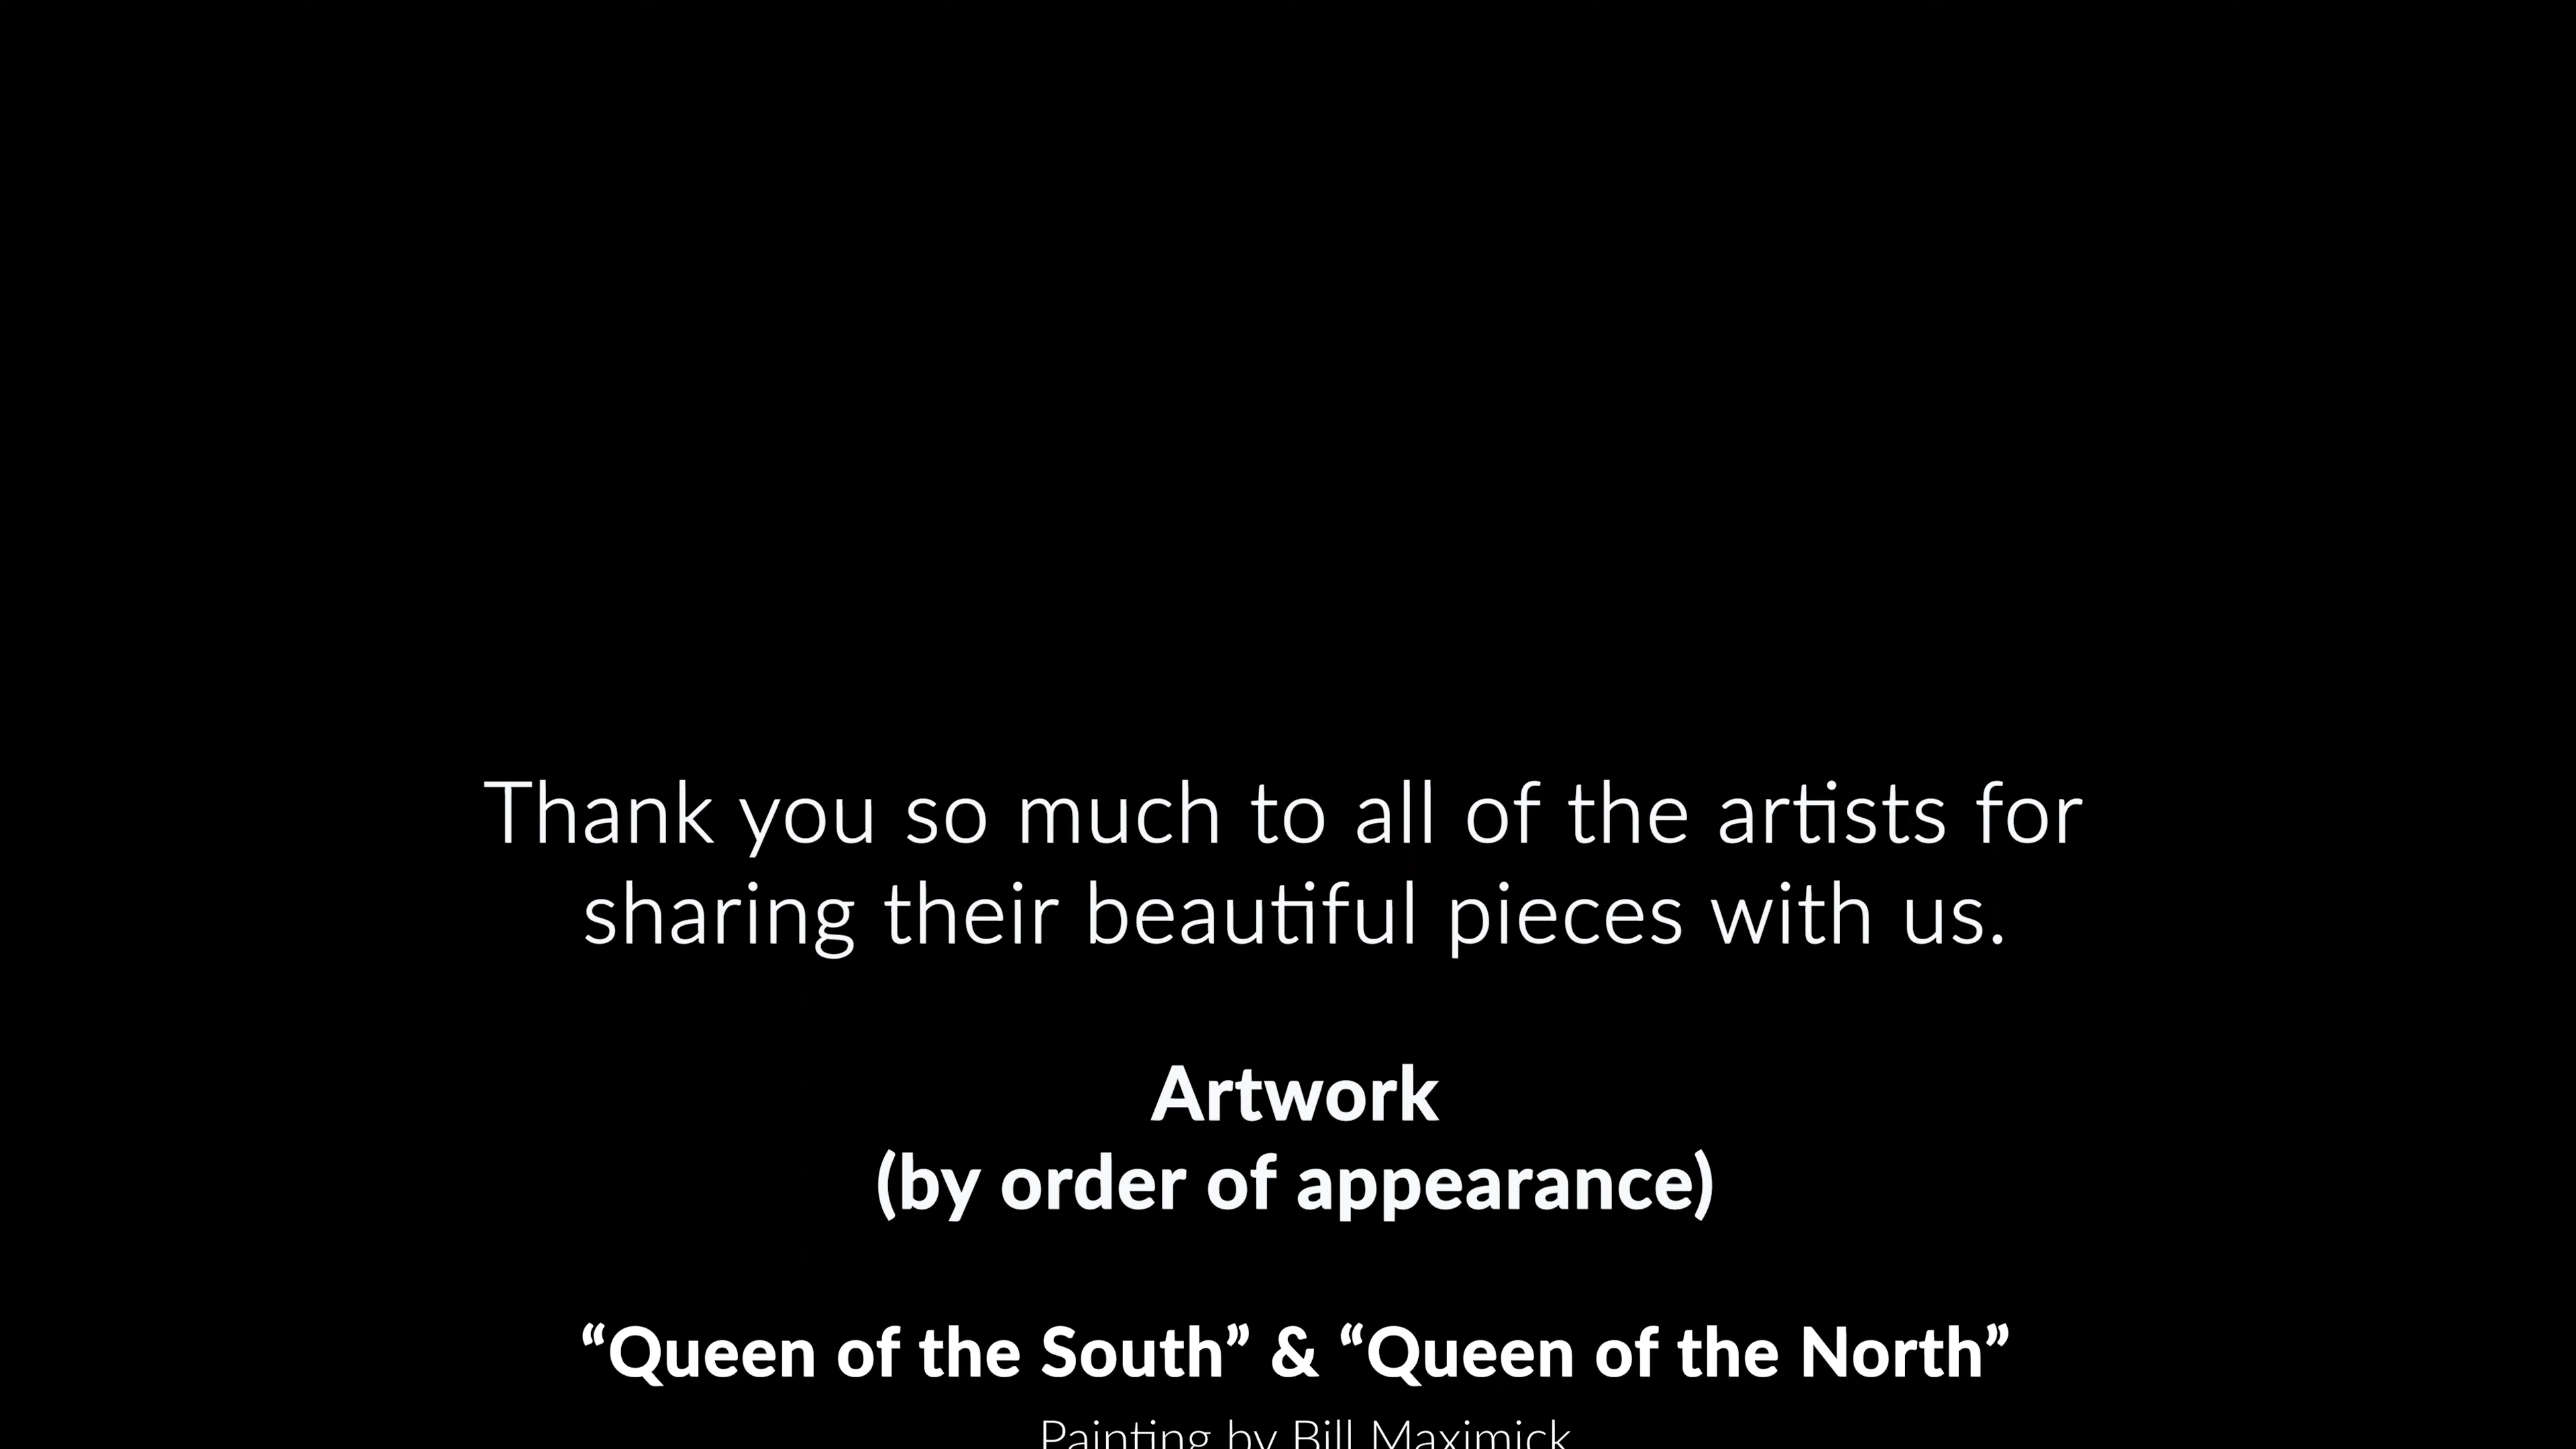 Thank you so much to all of the artists for
sharing their beautiful pieces with us.
Artwork
(by order of appearance)
“Queen of the South” & “Queen of the North”
Painting by Bill Maximick